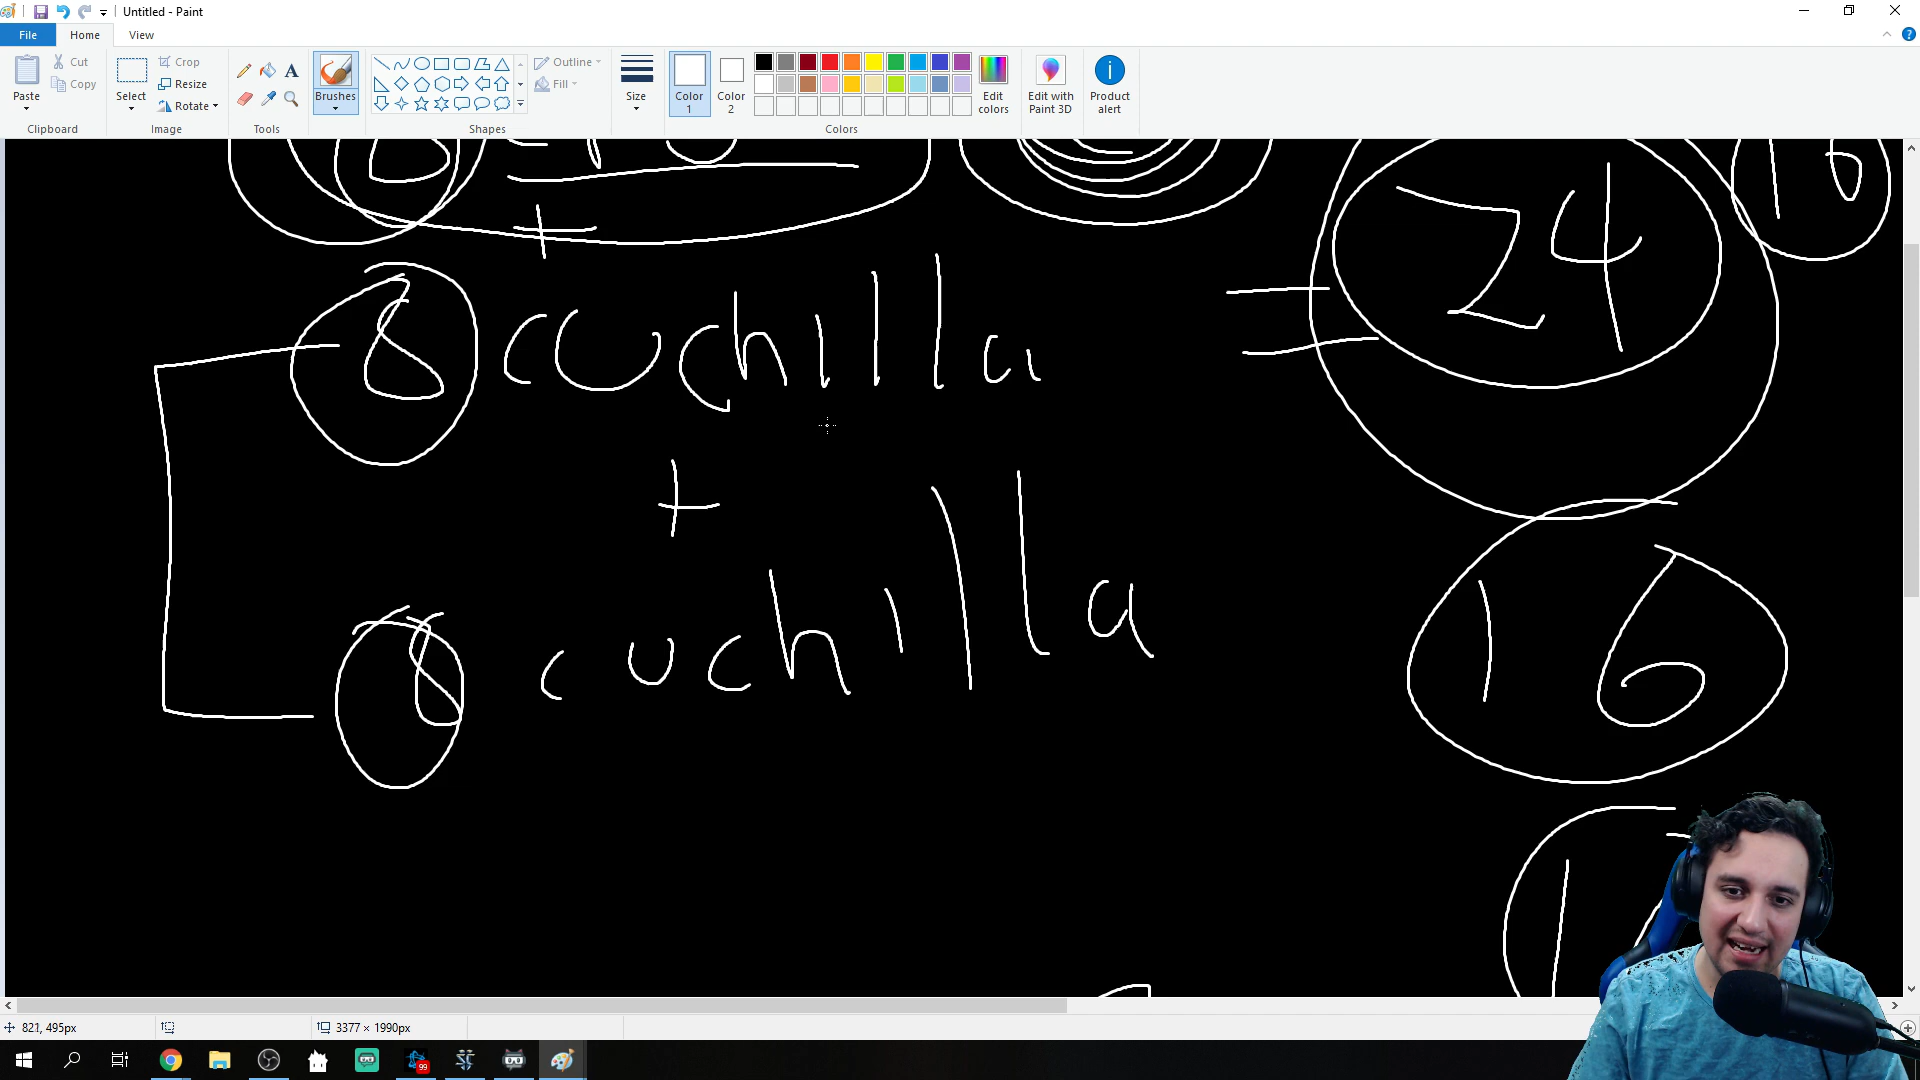 Untitled - Paint
File Home View
Paste Cut Copy Clipboard
Select Crop Resize Rotate Image
Tools
Brushes
Shapes Outline Fill
Size
Color 1 Color 2 Colors
Edit colors
Edit with Paint 3D
Product alert
+
8 cuchilla = 24
+
8 cuchilla 16
1
821, 495px 3377 × 1990px
99